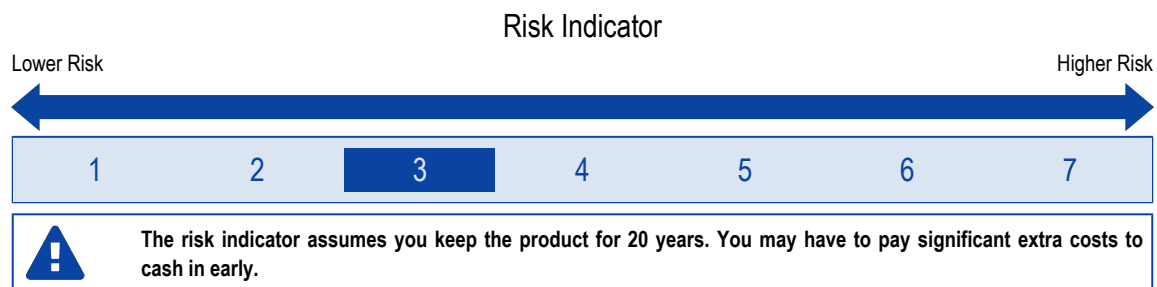 Risk Indicator
Lower Risk Higher Risk
1 2 3 4 5 6 7
The risk indicator assumes you keep the product for 20 years. You may have to pay significant extra costs to
cash in early.